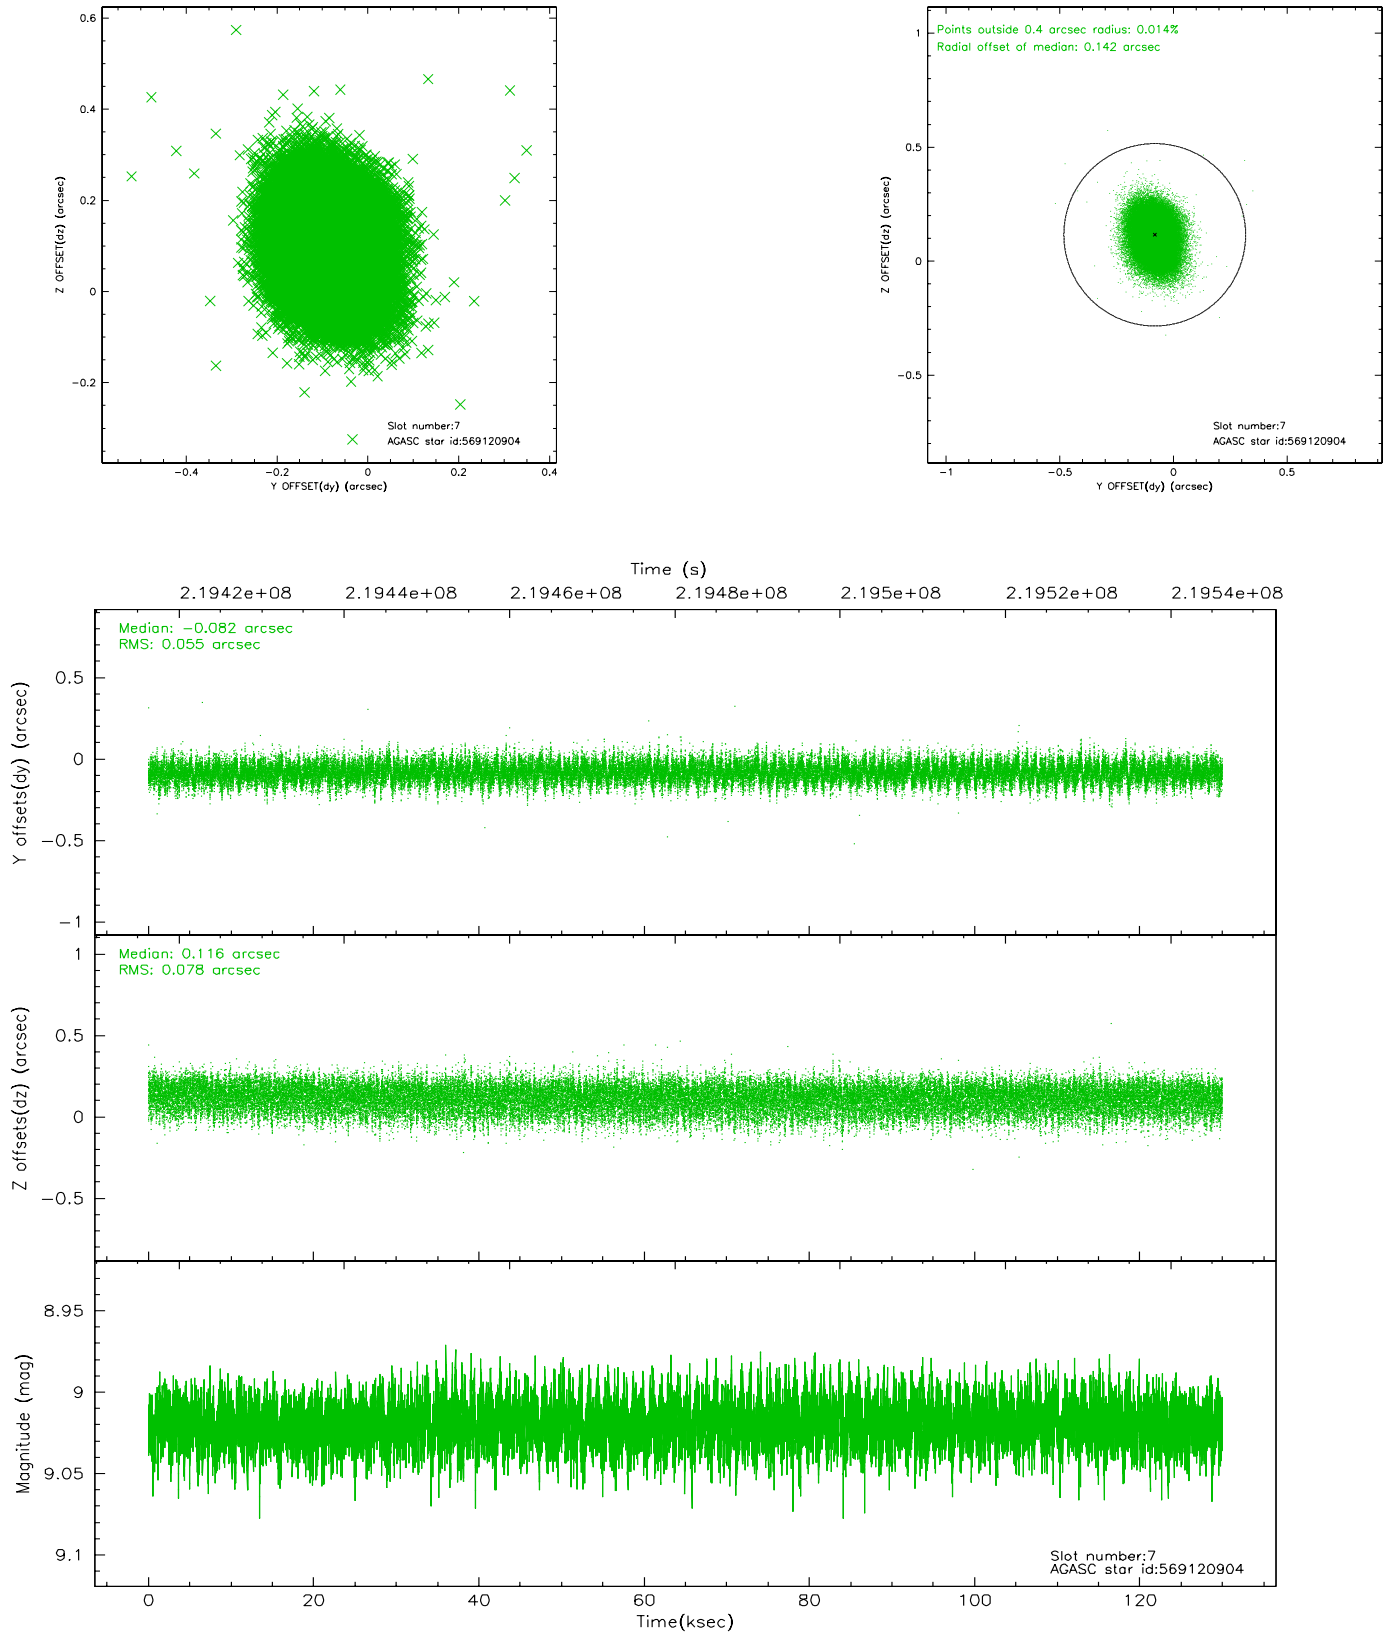 0.6
0.4
0.2
0
−0.2
Z OFFSET(dz) (arcsec)
Slot number:7
AGASC star id:569120904
−0.4 −0.2 0 0.2 0.4
Y OFFSET(dy) (arcsec)
Points outside 0.4 arcsec radius: 0.014%
Radial offset of median: 0.142 arcsec
1
0.5
0
−0.5
Z OFFSET(dz) (arcsec)
Slot number:7
AGASC star id:569120904
−1 −0.5 0 0.5
Y OFFSET(dy) (arcsec)
Time (s)
2.1942e+08 2.1944e+08 2.1946e+08 2.1948e+08 2.195e+08 2.1952e+08 2.1954e+08
Median: −0.082 arcsec
RMS: 0.055 arcsec
0.5
0
−0.5
−1
Y offsets(dy) (arcsec)
Median: 0.116 arcsec
RMS: 0.078 arcsec
1
0.5
0
−0.5
Z offsets(dz) (arcsec)
8.95
9
9.05
9.1
Magnitude (mag)
Slot number:7
AGASC star id:569120904
0 20 40 60 80 100 120
Time(ksec)